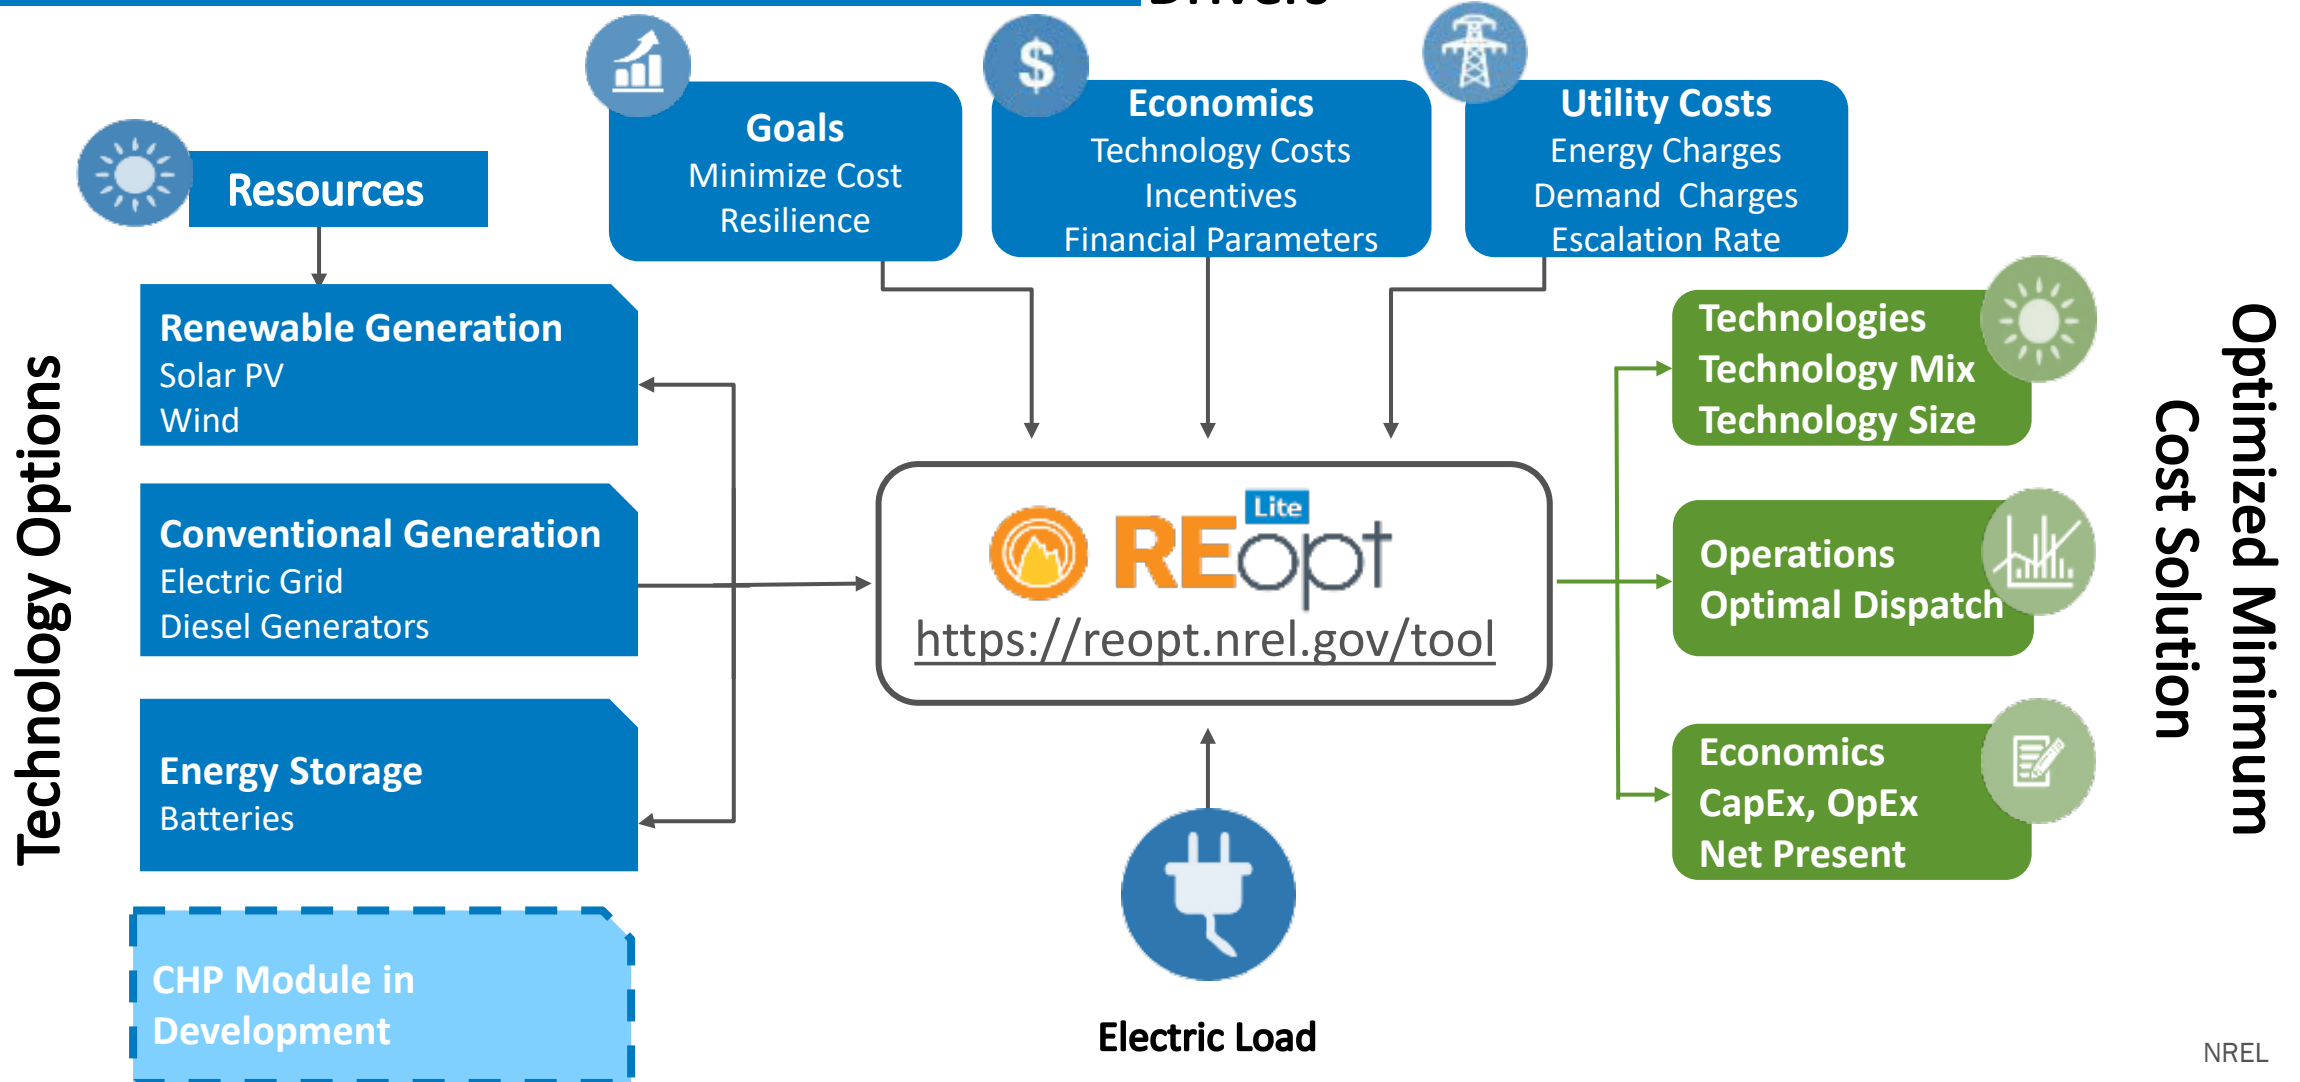 Drivers
Goals
Minimize Cost
Resilience
Economics
Technology Costs
Incentives
Financial Parameters
Utility Costs
Energy Charges
Demand  Charges
Escalation Rate
Resources
Technology Options
Renewable Generation
Solar PV
Wind
Conventional Generation
Electric Grid
Diesel Generators
Energy Storage
Batteries
CHP Module in
Development
REopt Lite
https://reopt.nrel.gov/tool
Electric Load
Technologies
Technology Mix
Technology Size
Operations
Optimal Dispatch
Economics
CapEx, OpEx
Net Present
Optimized Minimum
Cost Solution
NREL